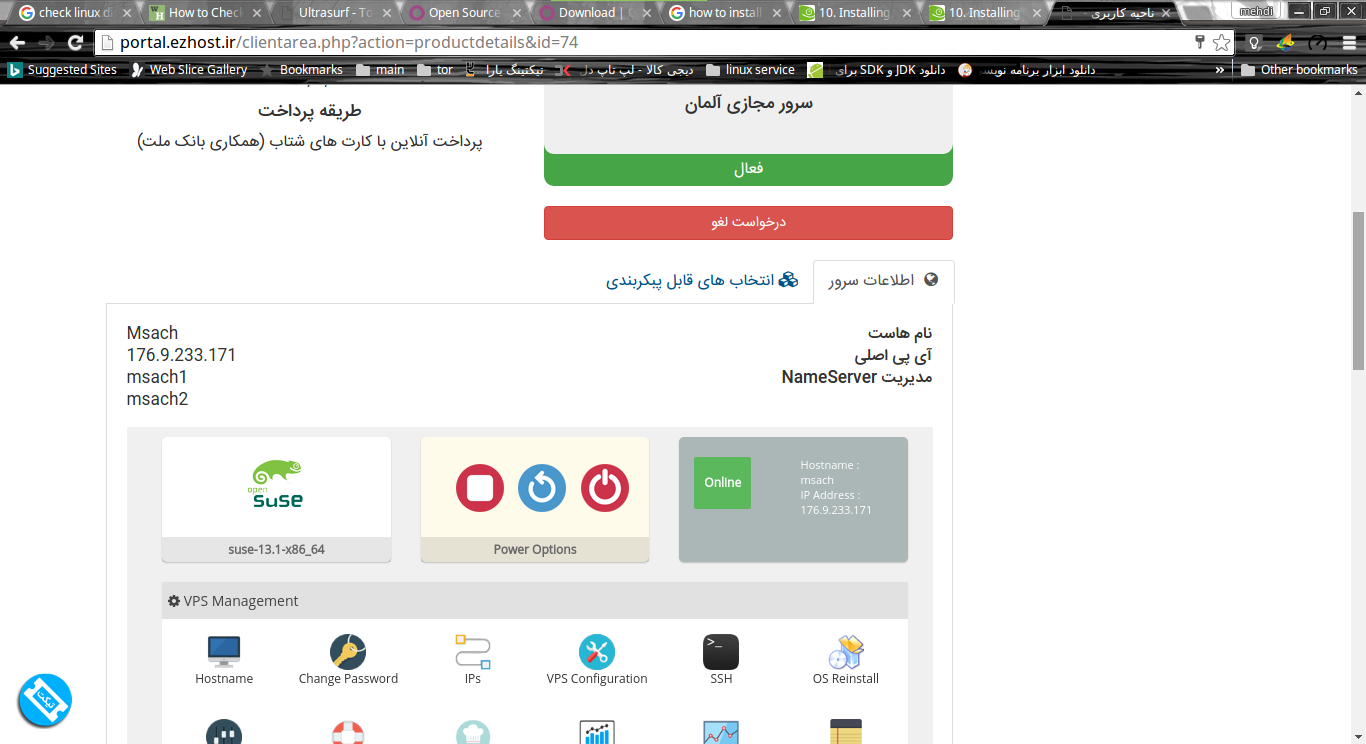 check linux di
How to Chec
Ultrasurf - To
Open Source
Download | G
how to install
10. Installing
10. Installing
ناحیه کاربری -
mehdi
portal.ezhost.ir/clientarea.php?action=productdetails&id=74
Suggested Sites
Web Slice Gallery
Bookmarks
main
tor
تیکتینگ یارا
دیجی کالا - لپ تاپ دل
linux service
دانلود JDK و SDK برای
دانلود ابزار برنامه نویسی
»
Other bookmarks
طریقه پرداخت
پرداخت آنلاین با کارت های شتاب (همکاری بانک ملت)
سرور مجازی آلمان
فعال
درخواست لغو
اطلاعات سرور
انتخاب های قابل پیکربندی
نام هاست
Msach
آی پی اصلی
176.9.233.171
مدیریت NameServer
msach1
msach2
open
suse
suse-13.1-x86_64
Power Options
Online
Hostname :
msach
IP Address :
176.9.233.171
VPS Management
Hostname
Change Password
IPs
VPS Configuration
>_
SSH
OS Reinstall
تیکت